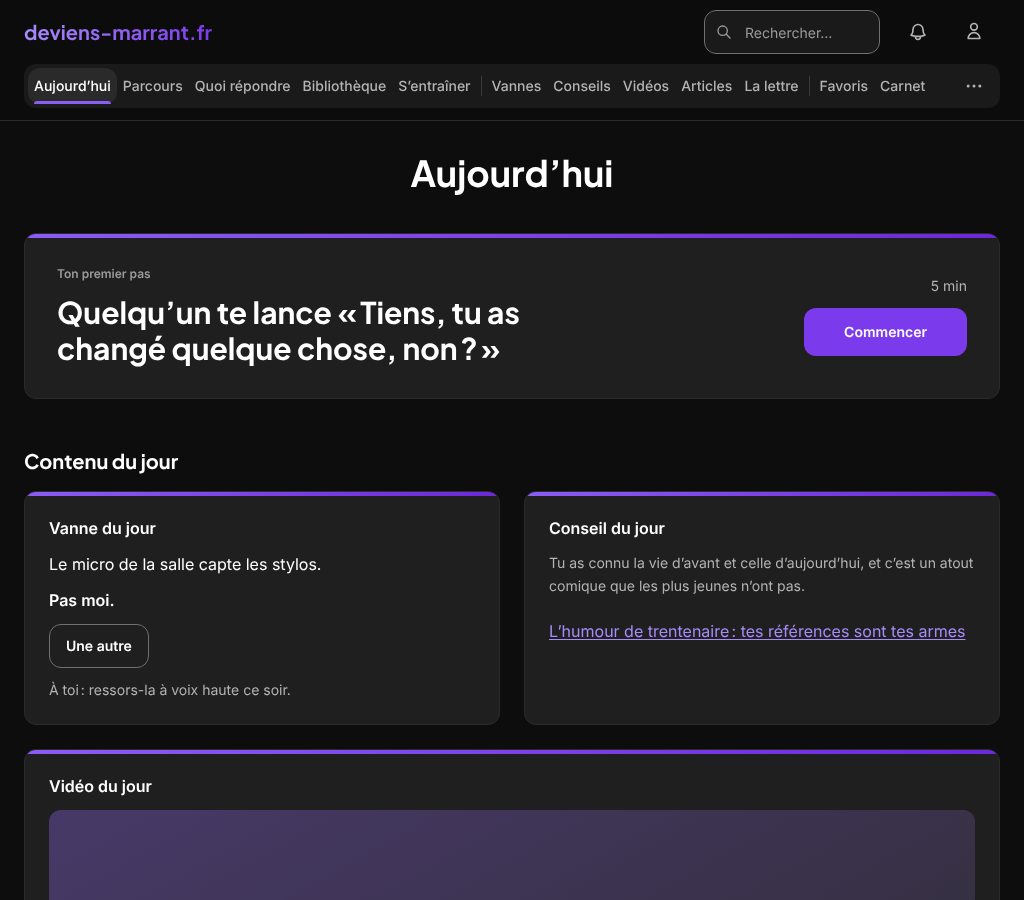 deviens-marrant.fr
Rechercher…
Aujourd’hui Parcours Quoi répondre Bibliothèque S’entraîner Vannes Conseils Vidéos Articles La lettre Favoris Carnet
Aujourd’hui
Ton premier pas
Quelqu’un te lance « Tiens, tu as
changé quelque chose, non ? »
5 min
Commencer
Contenu du jour
Vanne du jour
Le micro de la salle capte les stylos.
Pas moi.
Une autre
À toi : ressors-la à voix haute ce soir.
Conseil du jour
Tu as connu la vie d’avant et celle d’aujourd’hui, et c’est un atout
comique que les plus jeunes n’ont pas.
L’humour de trentenaire : tes références sont tes armes
Vidéo du jour